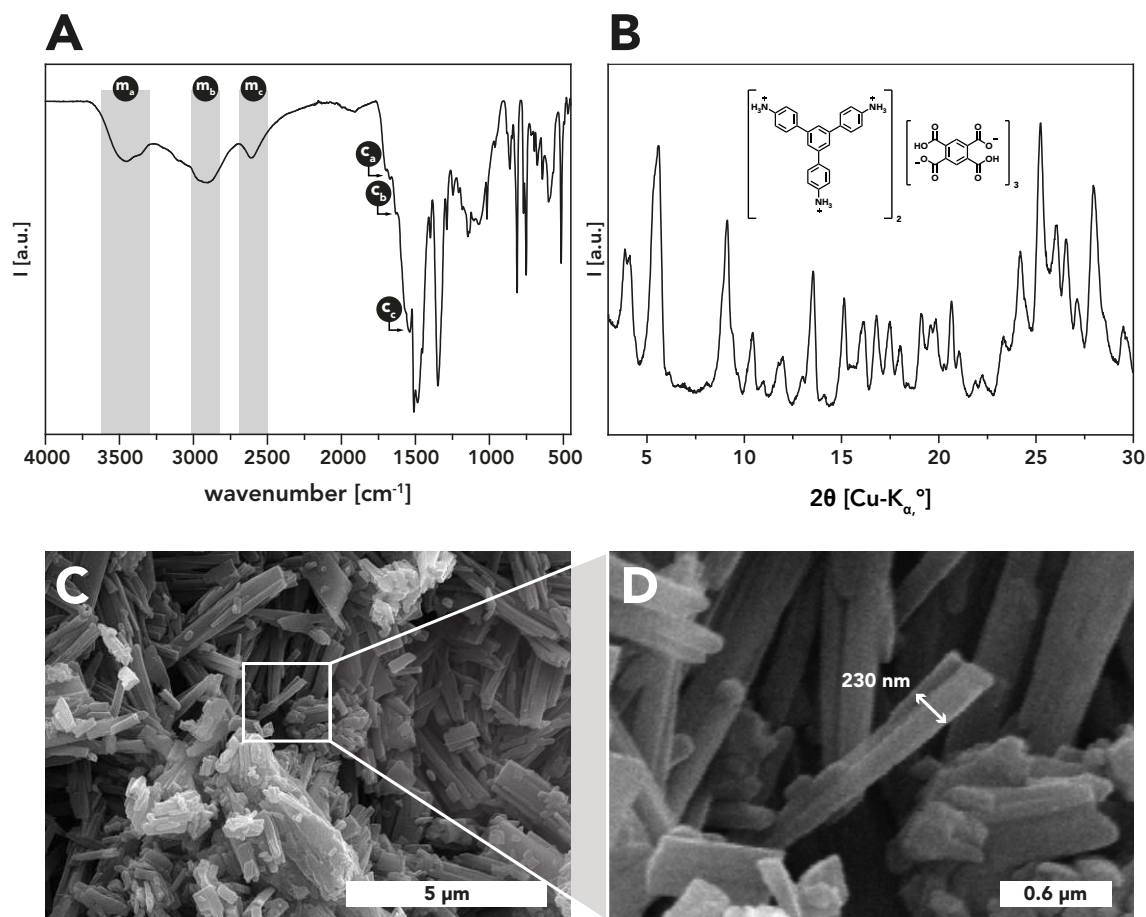 A
B
mₐ
m_b
m_c
cₐ
c_b
c_c
I [a.u.]
4000 3500 3000 2500 2000 1500 1000 500
wavenumber [cm⁻¹]
NH₃
+
NH₃
+
NH₃
+
2
O
O
HO
O⁻
⁻O
OH
O
O
3
I [a.u.]
5 10 15 20 25 30
2θ [Cu-K_α,°]
C
5 µm
D
230 nm
0.6 µm